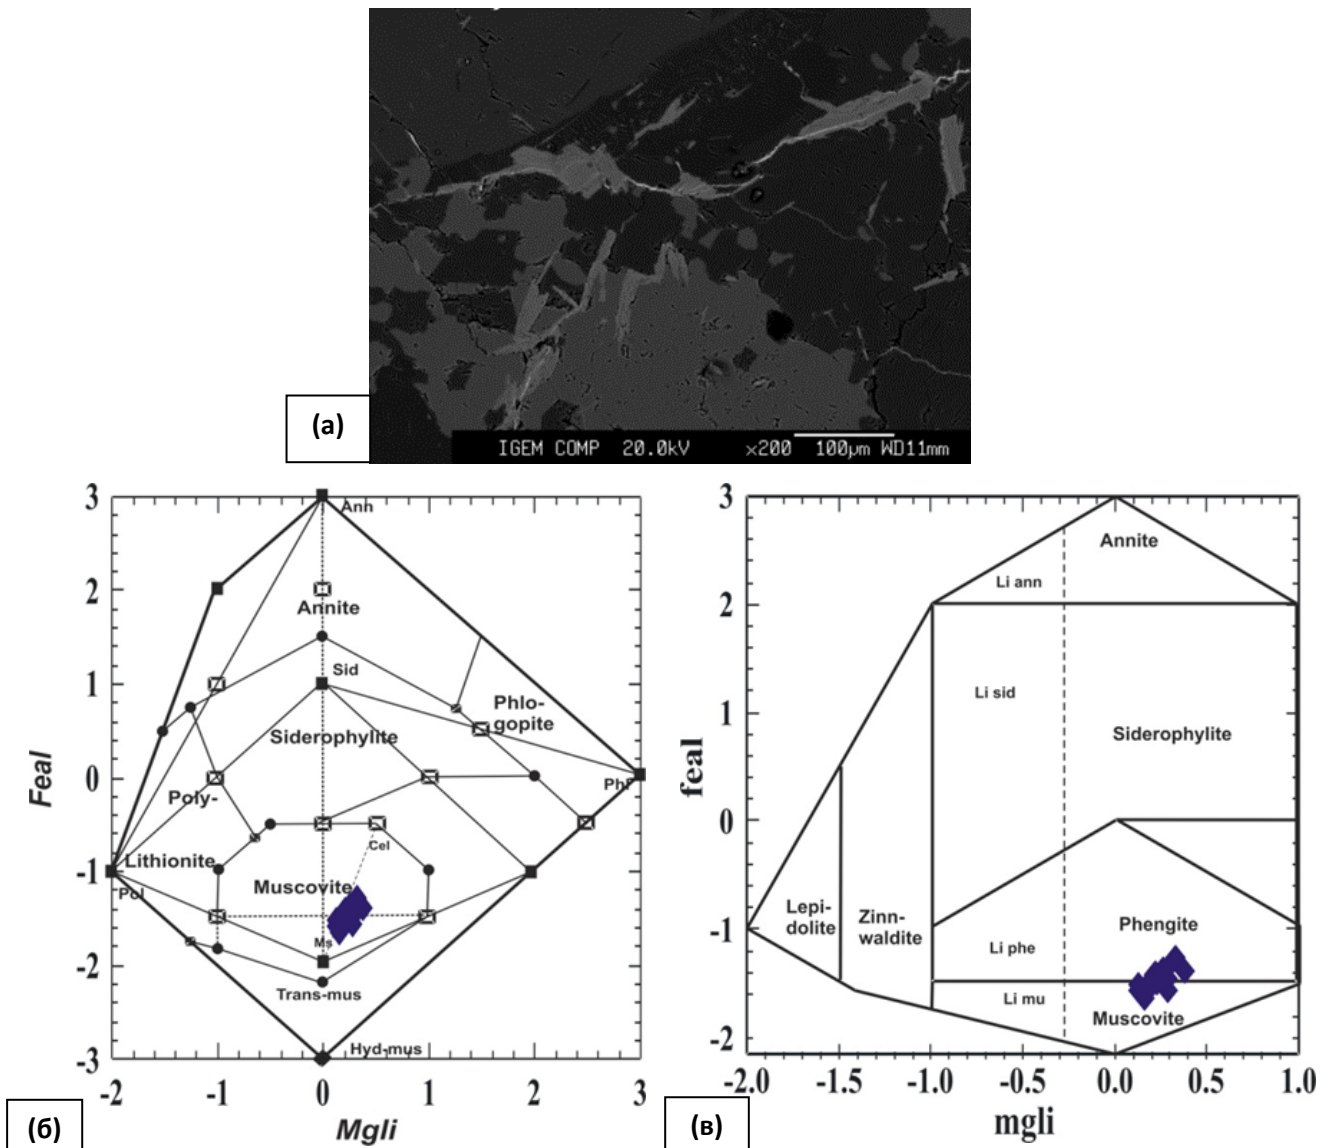 (а)
IGEM COMP 20.0kV ×200 100µm WD11mm
3
2
1
0
-1
-2
-3
Feal
-2
-1
0
1
2
3
Mgli
Ann
Annite
Sid
Phlo-
gopite
Siderophyllite
Phl
Poly-
Lithionite
Pol
Cel
Muscovite
Ms
Trans-mus
Hyd-mus
(б)
3
2
1
0
-1
-2
feal
-2.0
-1.5
-1.0
-0.5
0.0
0.5
1.0
mgli
Annite
Li ann
Li sid
Siderophylite
Lepi-
dolite
Zinn-
waldite
Phengite
Li phe
Li mu
Muscovite
(в)